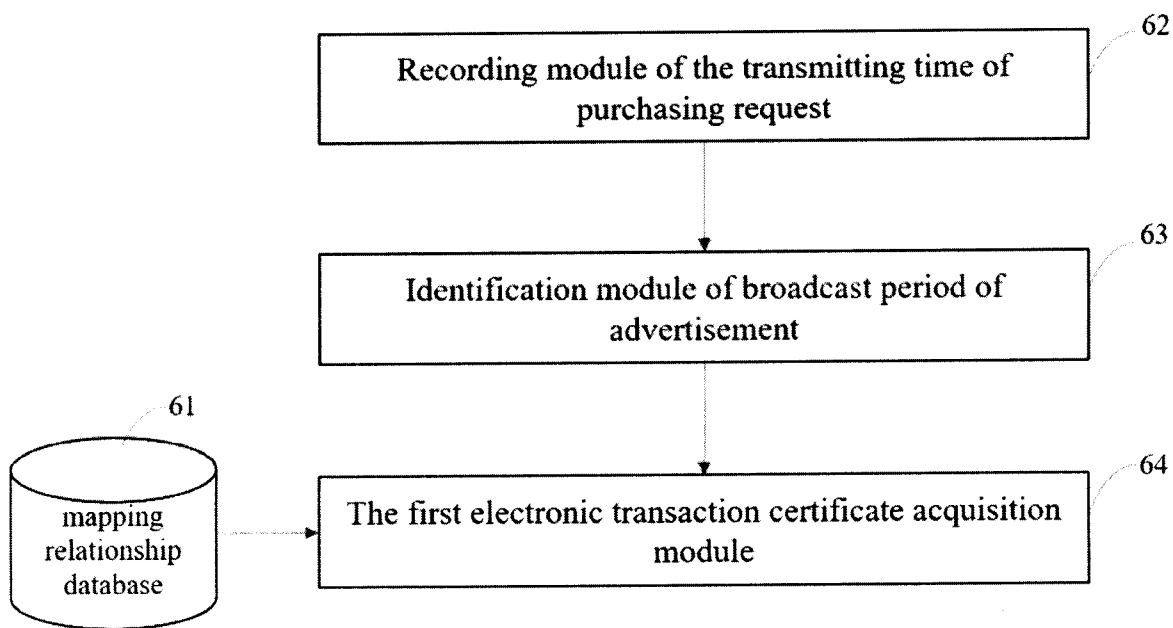 62
Recording module of the transmitting time of
purchasing request
63
Identification module of broadcast period of
advertisement
61
mapping
relationship
database
64
The first electronic transaction certificate acquisition
module